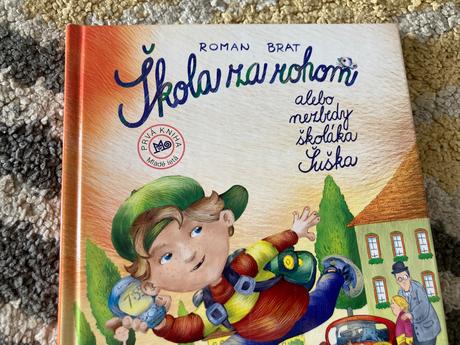 ROMAN BRAT
Škola za rohom
alebo
nezbedy
školáka
Šuška
PRVÁ KNIHA
Mladé letá